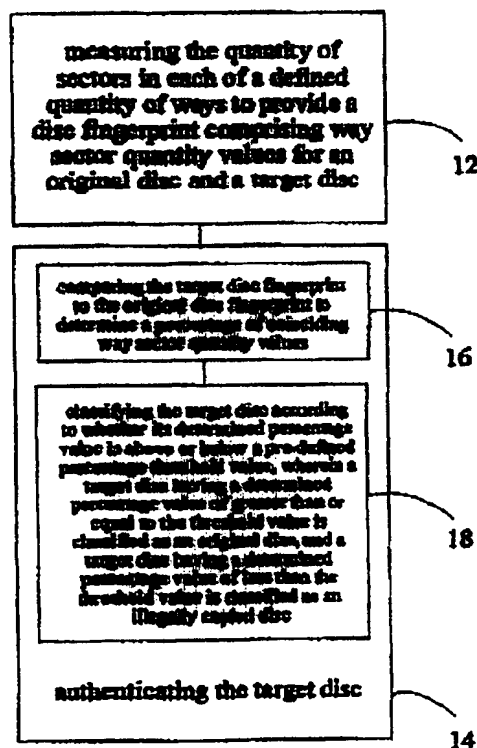 measuring the quantity of
sectors in each of a defined
quantity of ways to provide a
disc fingerprint comprising way
sector quantity values for an
original disc and a target disc
12
comparing the target disc fingerprint
to the original disc fingerprint to
determine a percentage of coinciding
way sector quantity values
16
classifying the target disc according
to whether its determined percentage
value is above or below a pre-defined
percentage threshold value, wherein a
target disc having a determined
percentage value of greater than or
equal to the threshold value is
classified as an original disc, and a
target disc having a determined
percentage value of less than the
threshold value is classified as an
illegally copied disc
18
authenticating the target disc
14